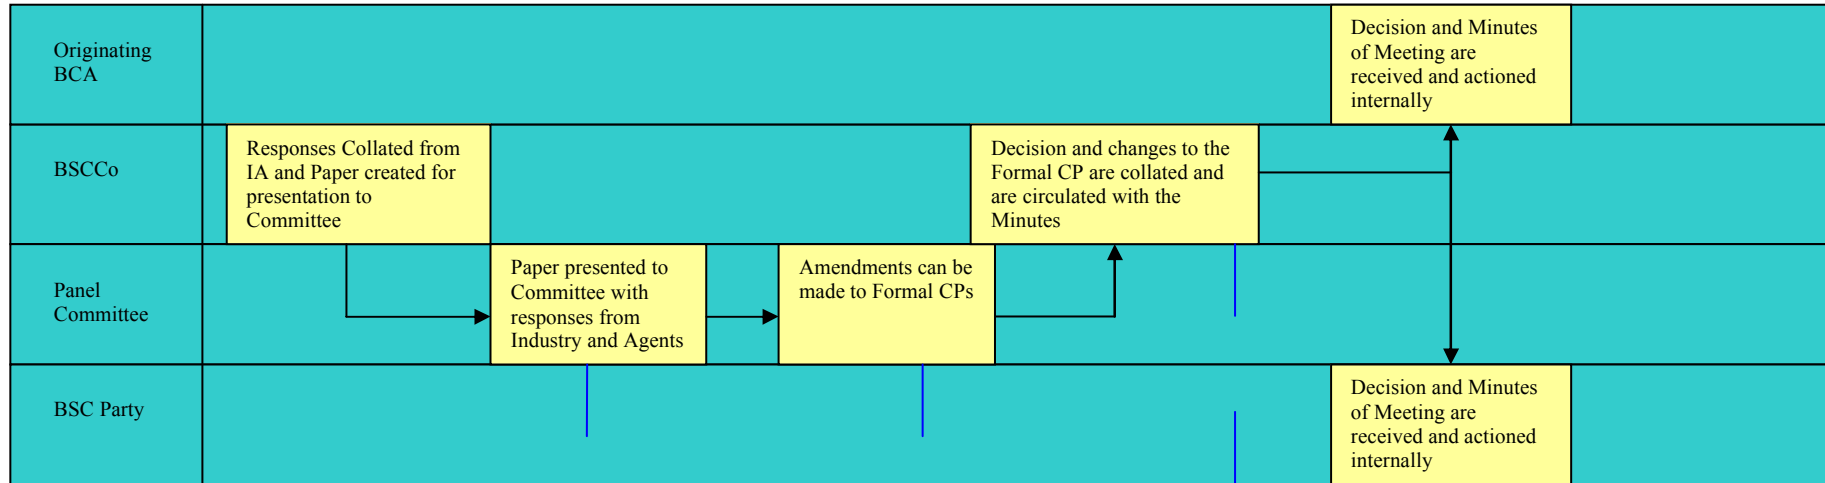 Originating
BCA
Decision and Minutes
of Meeting are
received and actioned
internally
BSCCo
Responses Collated from
IA and Paper created for
presentation to
Committee
Decision and changes to the
Formal CP are collated and
are circulated with the
Minutes
Panel
Committee
Paper presented to
Committee with
responses from
Industry and Agents
Amendments can be
made to Formal CPs
BSC Party
Decision and Minutes
of Meeting are
received and actioned
internally